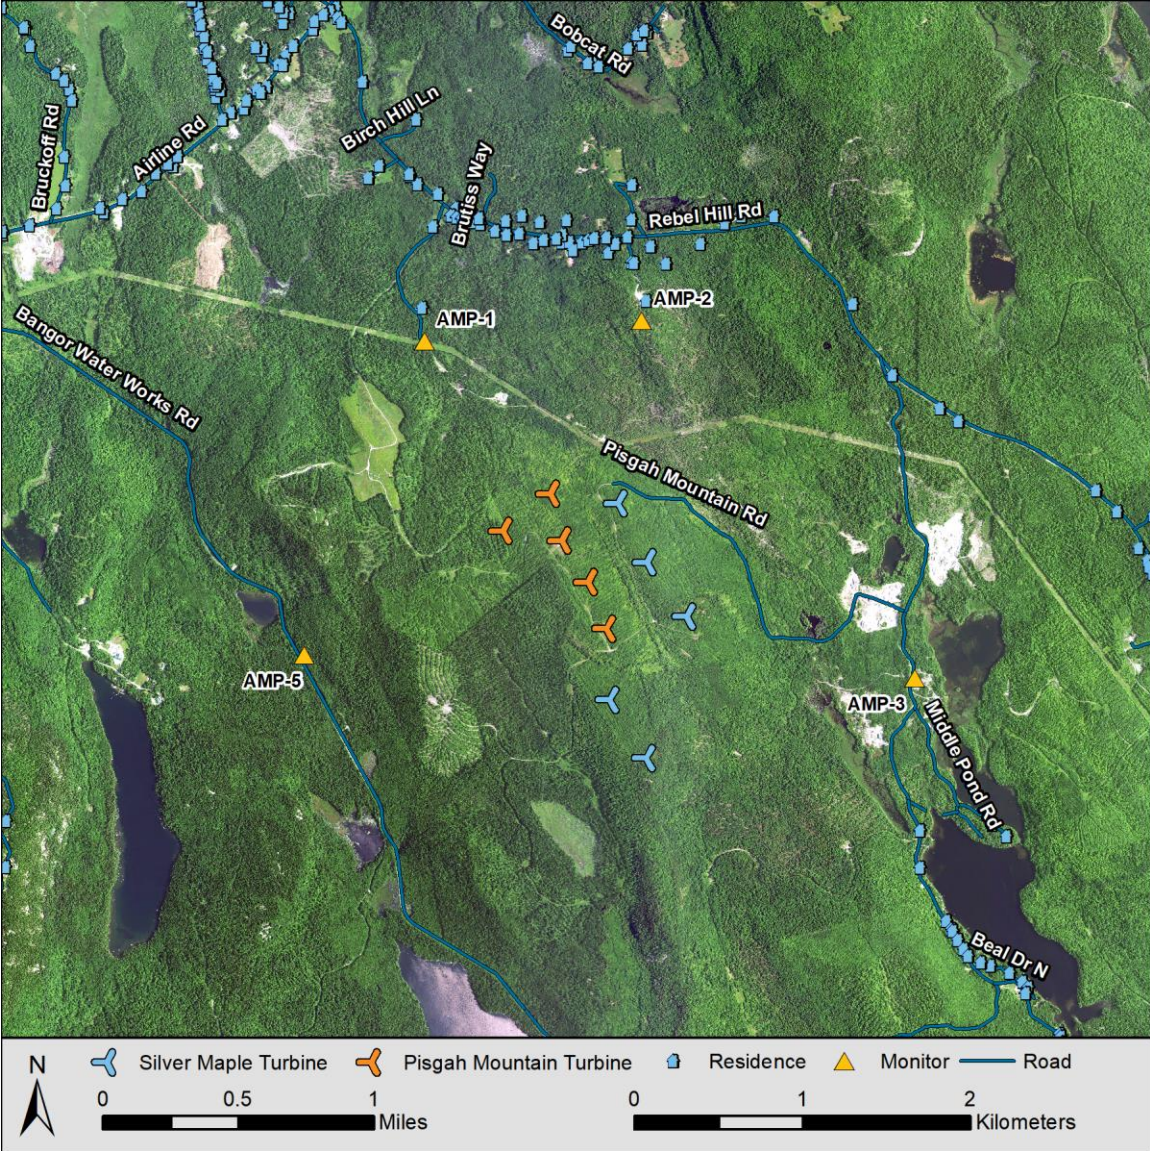 Bobcat Rd
Bruckoff Rd
Airline Rd
Birch Hill Ln
Brutiss Way
Rebel Hill Rd
AMP-2
AMP-1
Bangor Water Works Rd
Pisgah Mountain Rd
AMP-5
AMP-3
Middle Pond Rd
Beal Dr N
N
Silver Maple Turbine
Pisgah Mountain Turbine
Residence
Monitor
Road
0 0.5 1
Miles
0 1 2
Kilometers